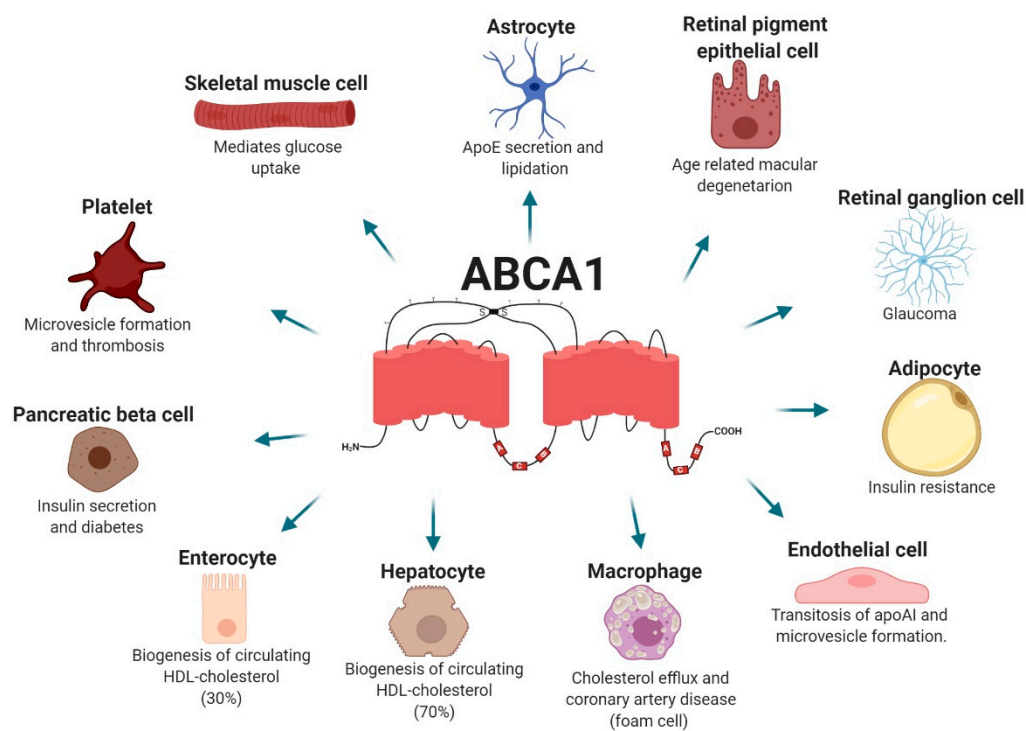 Astrocyte
ApoE secretion and
lipidation
Retinal pigment
epithelial cell
Age related macular
degenetarion
Skeletal muscle cell
Mediates glucose
uptake
Retinal ganglion cell
Glaucoma
Platelet
Microvesicle formation
and thrombosis
ABCA1
S S
H₂N
A
C
B
A
C
B
COOH
Adipocyte
Insulin resistance
Pancreatic beta cell
Insulin secretion
and diabetes
Enterocyte
Biogenesis of circulating
HDL-cholesterol
(30%)
Hepatocyte
Biogenesis of circulating
HDL-cholesterol
(70%)
Macrophage
Cholesterol efflux and
coronary artery disease
(foam cell)
Endothelial cell
Transitosis of apoAI and
microvesicle formation.